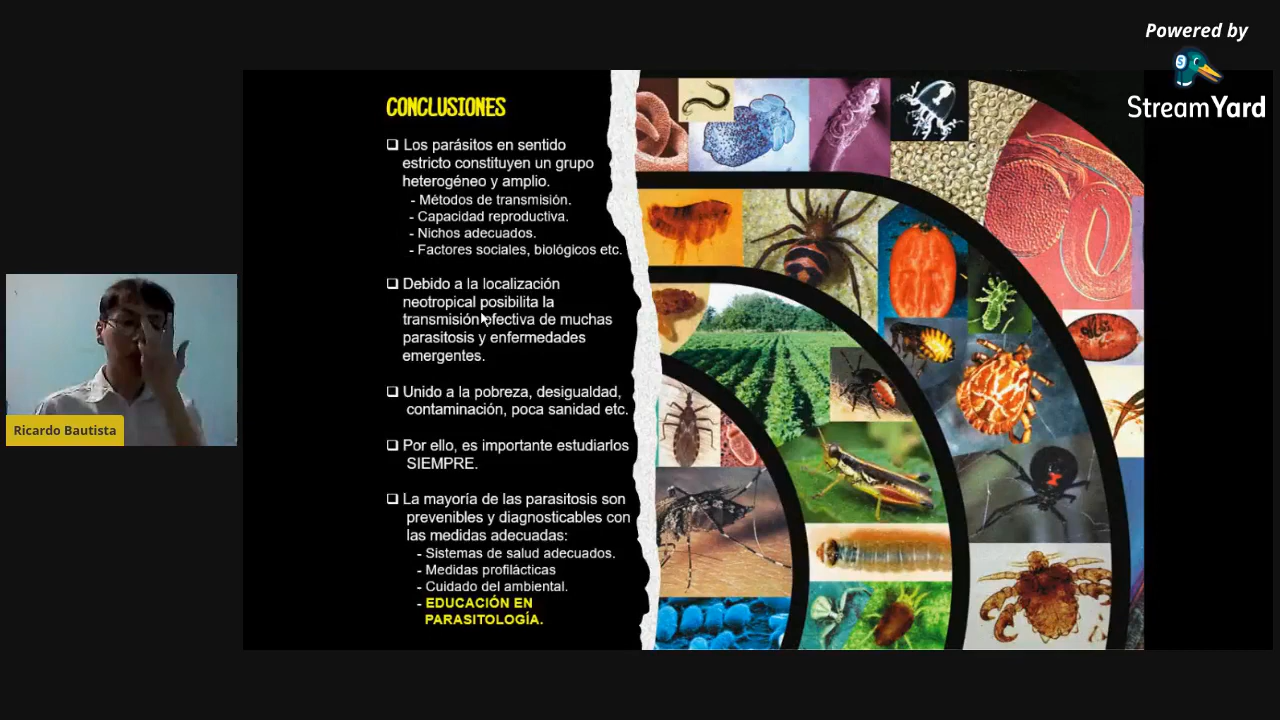 Powered by
StreamYard
CONCLUSIONES
❑ Los parásitos en sentido
estricto constituyen un grupo
heterogéneo y amplio.
- Métodos de transmisión.
- Capacidad reproductiva.
- Nichos adecuados.
- Factores sociales, biológicos etc.
❑ Debido a la localización
neotropical posibilita la
transmisión efectiva de muchas
parasitosis y enfermedades
emergentes.
❑ Unido a la pobreza, desigualdad,
contaminación, poca sanidad etc.
❑ Por ello, es importante estudiarlos
SIEMPRE.
❑ La mayoría de las parasitosis son
prevenibles y diagnosticables con
las medidas adecuadas:
- Sistemas de salud adecuados.
- Medidas profilácticas
- Cuidado del ambiental.
- EDUCACIÓN EN
PARASITOLOGÍA.
Ricardo Bautista